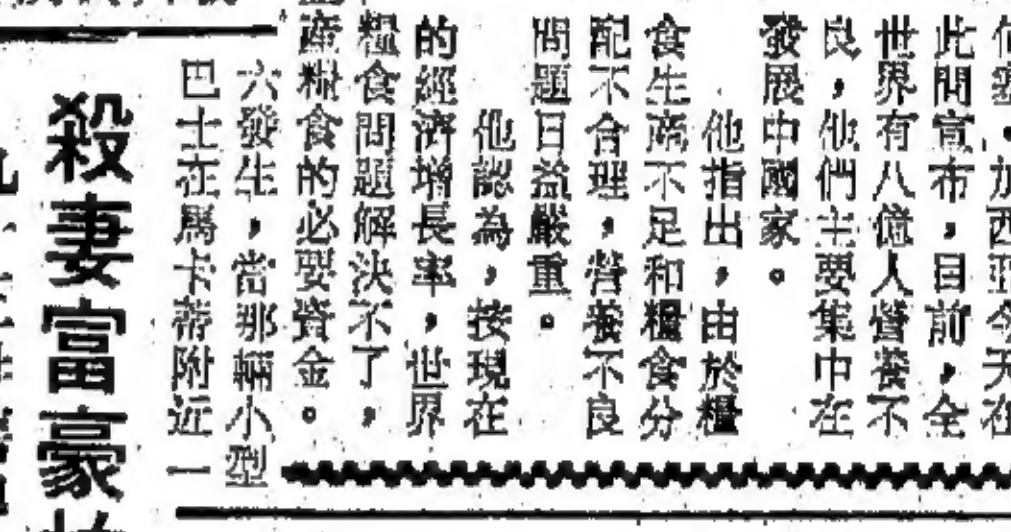 加西亞今天在
此間宣布，目前，全
世界有八億人營養不
良，他們主要集中在
發展中國家。
他指出，由於糧
食生產不足和糧食分
配不合理，營養不良
問題日益嚴重。
他認為，按現在
的經濟增長率，世界
糧食問題解決不了，
產糧食的必要資金。
六發生，當那輛小型
巴士在馬卡蒂附近一
殺妻富豪